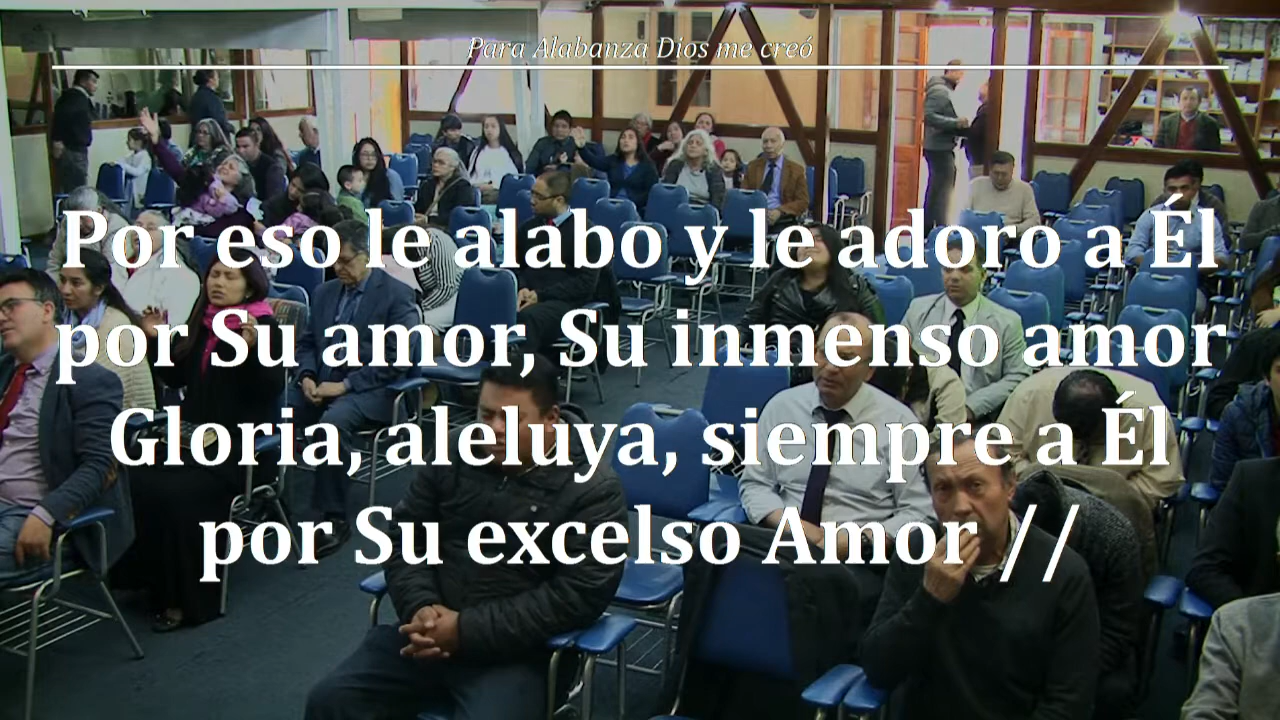 Para Alabanza Dios me creó
Por eso le alabo y le adoro a Él
por Su amor, Su inmenso amor
Gloria, aleluya, siempre a Él
por Su excelso Amor //